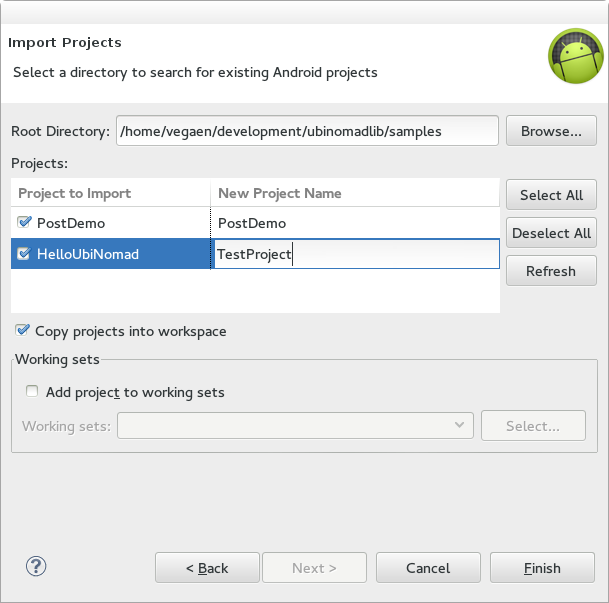 Import Projects
Select a directory to search for existing Android projects
Root Directory: /home/vegaen/development/ubinomadlib/samples Browse...
Projects:
Project to Import New Project Name
Select All
PostDemo PostDemo
Deselect All
HelloUbiNomad TestProject
Refresh
Copy projects into workspace
Working sets
Add project to working sets
Working sets: Select...
? < Back Next > Cancel Finish